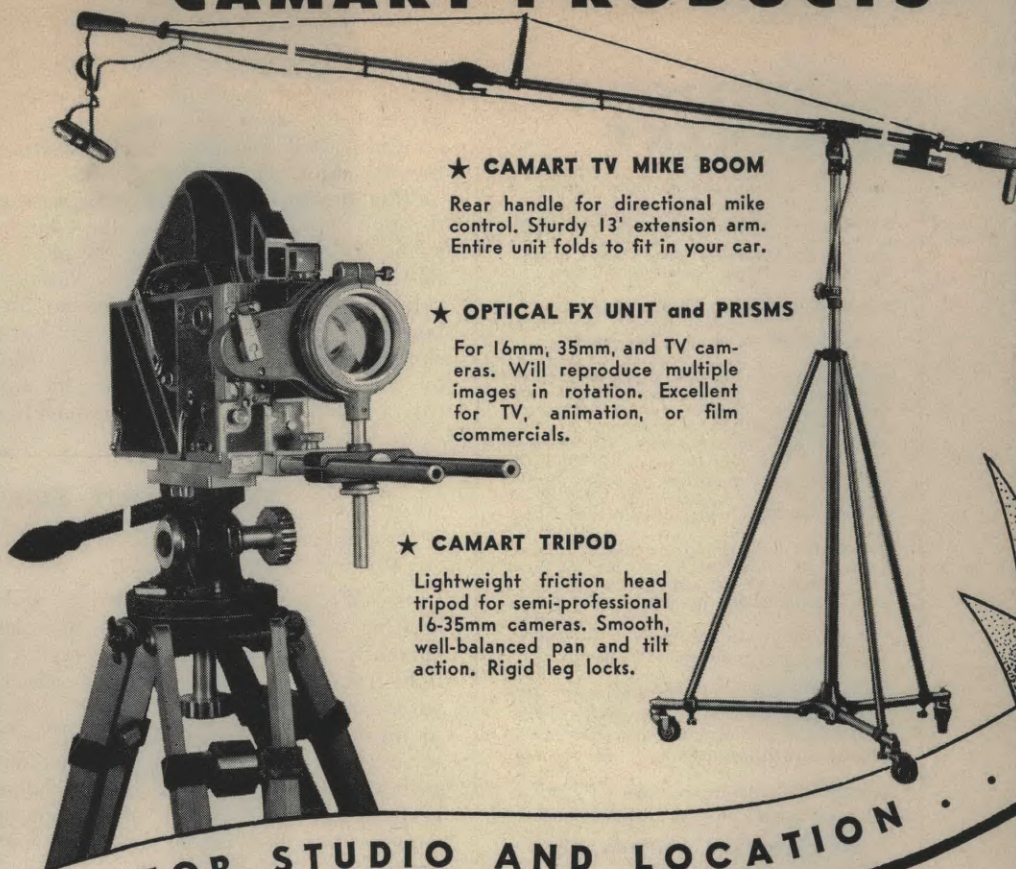 CAMART PRODUCTS
★ CAMART TV MIKE BOOM
Rear handle for directional mike
control. Sturdy 13' extension arm.
Entire unit folds to fit in your car.
★ OPTICAL FX UNIT and PRISMS
For 16mm, 35mm, and TV cam-
eras. Will reproduce multiple
images in rotation. Excellent
for TV, animation, or film
commercials.
★ CAMART TRIPOD
Lightweight friction head
tripod for semi-professional
16-35mm cameras. Smooth,
well-balanced pan and tilt
action. Rigid leg locks.
FOR STUDIO AND LOCATION . .